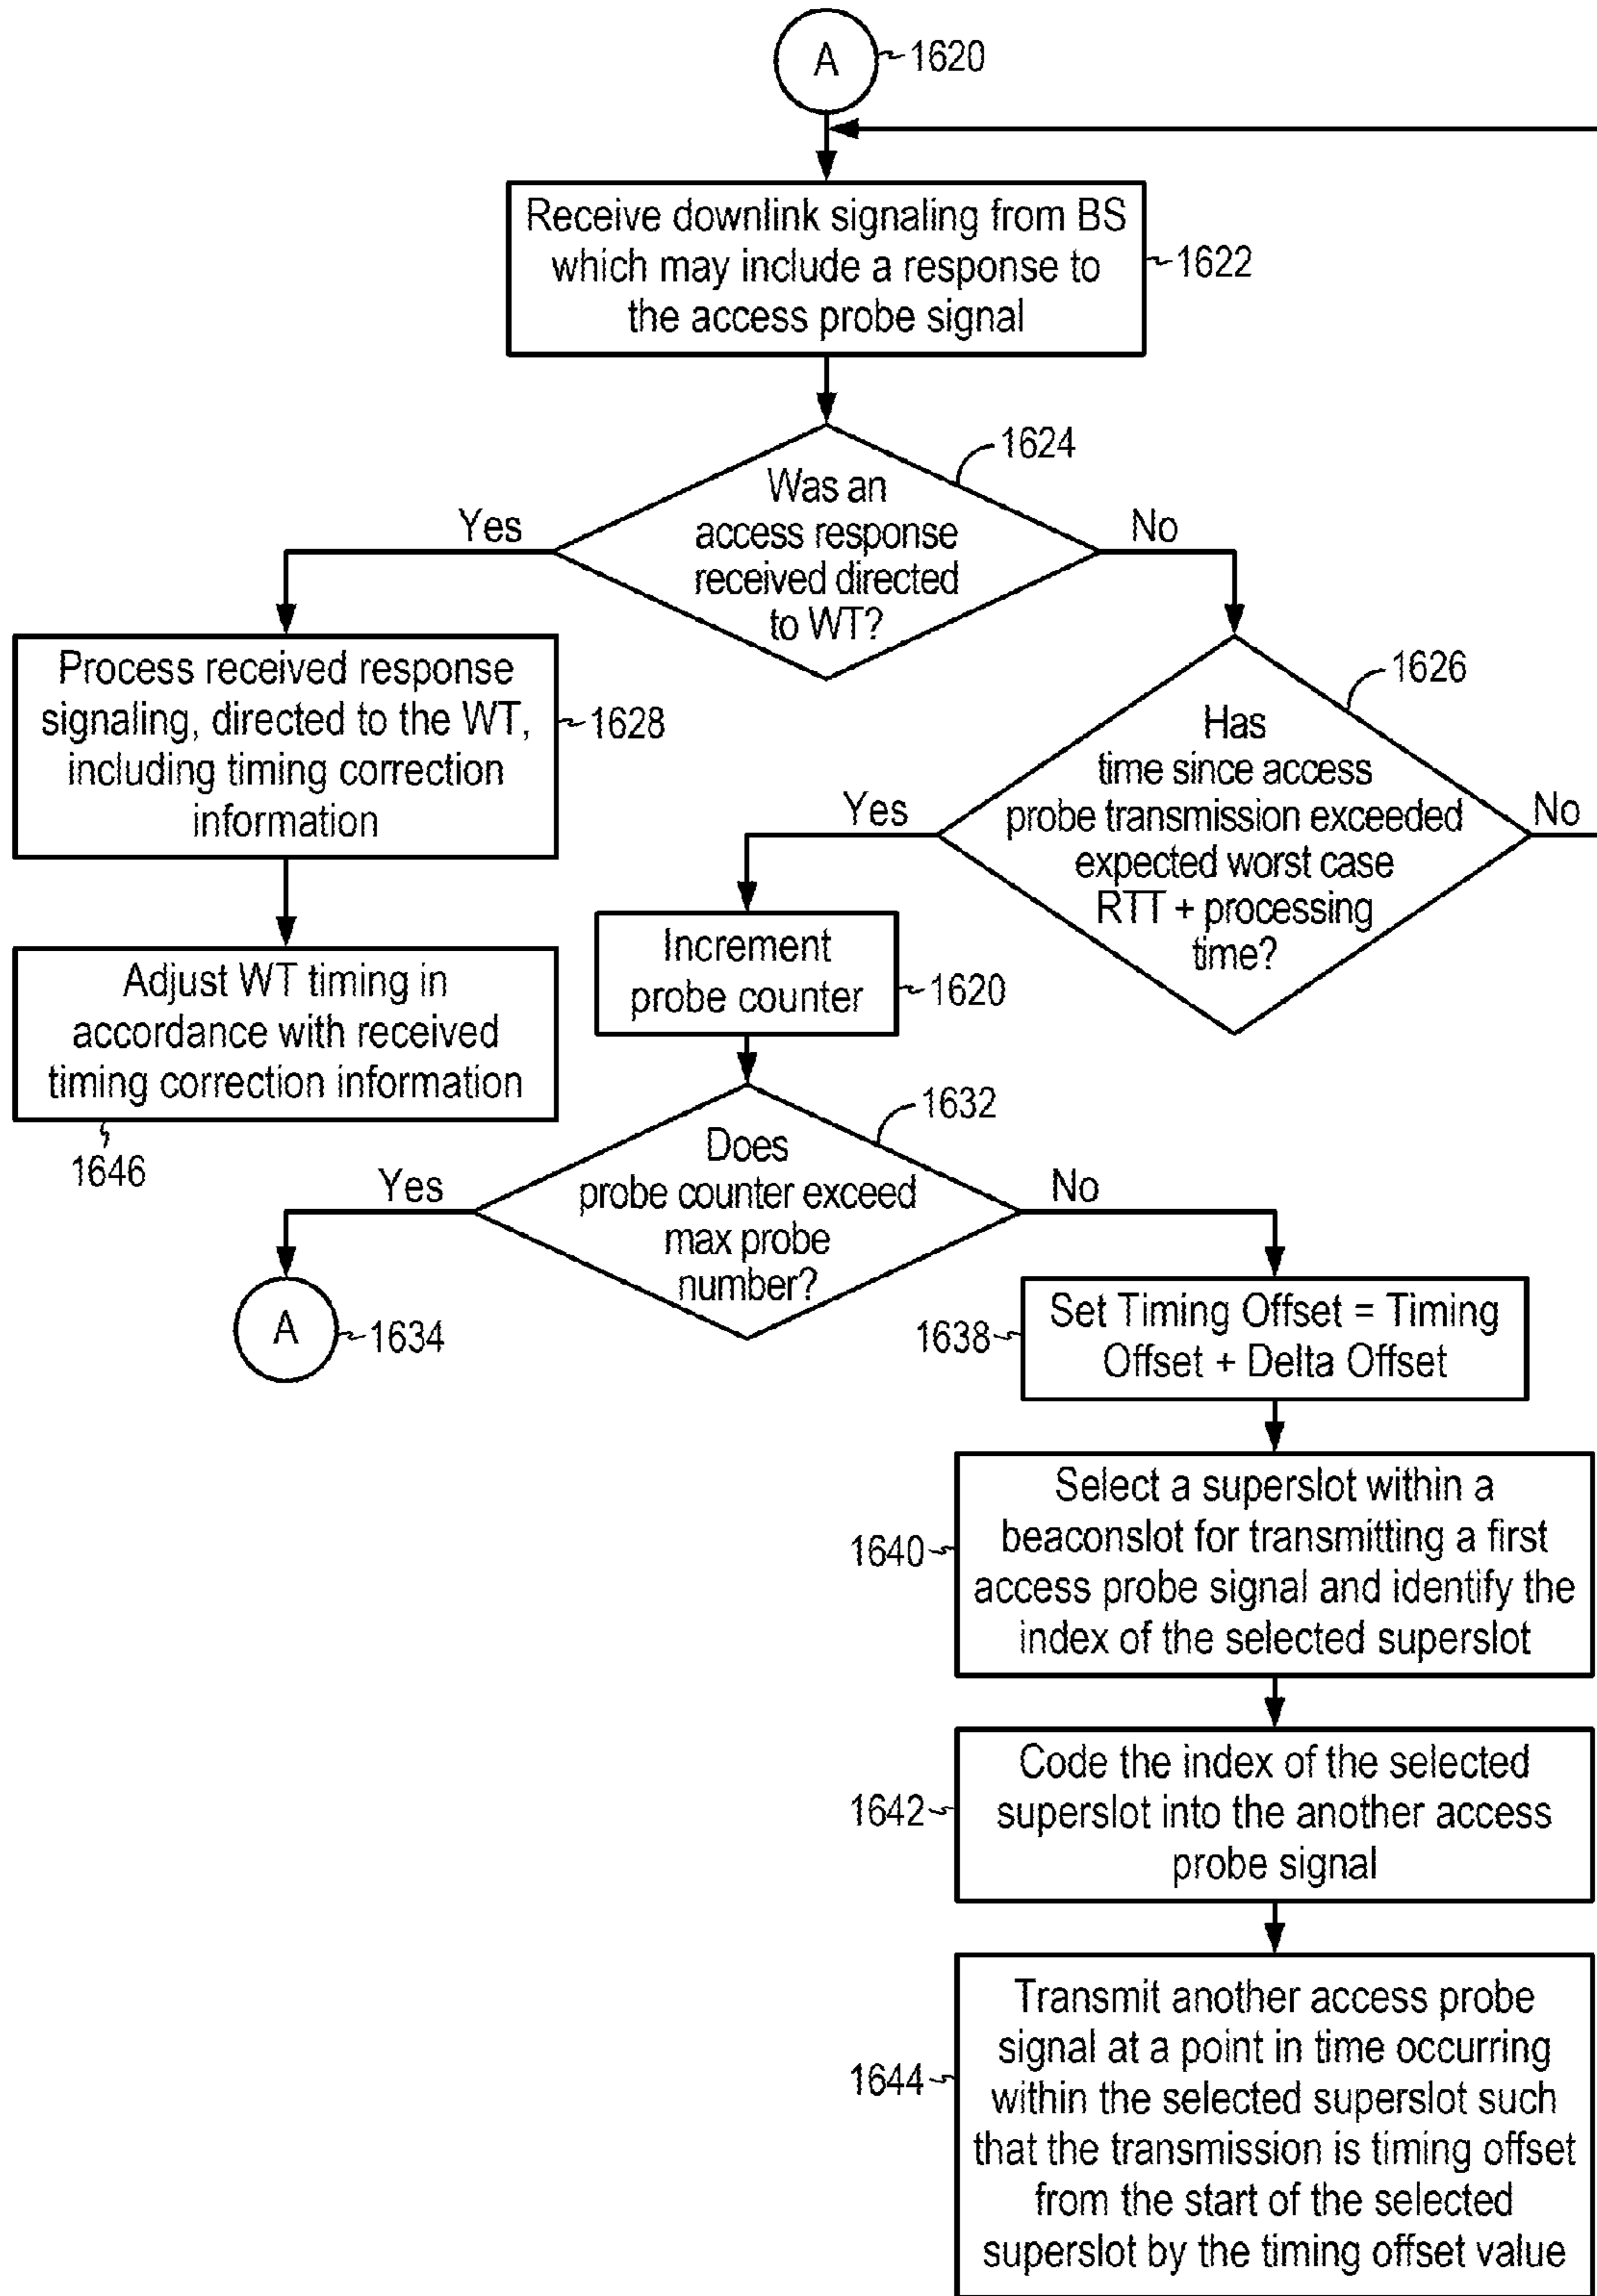 A
1620
Receive downlink signaling from BS
which may include a response to
the access probe signal
1622
1624
Was an
access response
received directed
to WT?
Yes
No
Process received response
signaling, directed to the WT,
including timing correction
information
1628
1626
Has
time since access
probe transmission exceeded
expected worst case
RTT + processing
time?
Yes
No
Adjust WT timing in
accordance with received
timing correction information
1646
Increment
probe counter
1620
1632
Does
probe counter exceed
max probe
number?
Yes
No
A
1634
Set Timing Offset = Timing
Offset + Delta Offset
1638
Select a superslot within a
beaconslot for transmitting a first
access probe signal and identify the
index of the selected superslot
1640
Code the index of the selected
superslot into the another access
probe signal
1642
Transmit another access probe
signal at a point in time occurring
within the selected superslot such
that the transmission is timing offset
from the start of the selected
superslot by the timing offset value
1644